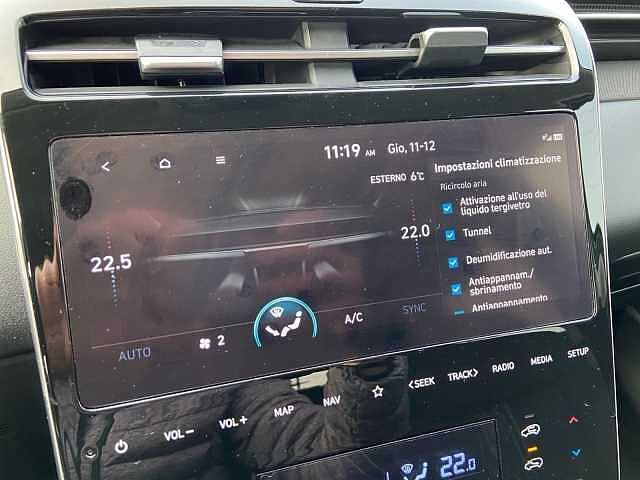 11:19 AM Gio, 11-12
ESTERNO 6°C
Impostazioni climatizzazione
Ricircolo aria
Attivazione all'uso del
liquido tergivetro
Tunnel
Deumidificazione aut.
Antiappannam./
sbrinamento
Antiappannamento
22.5
22.0
AUTO
2
A/C
SYNC
VOL-
VOL+
MAP
NAV
<SEEK
TRACK>
RADIO
MEDIA
SETUP
22.0